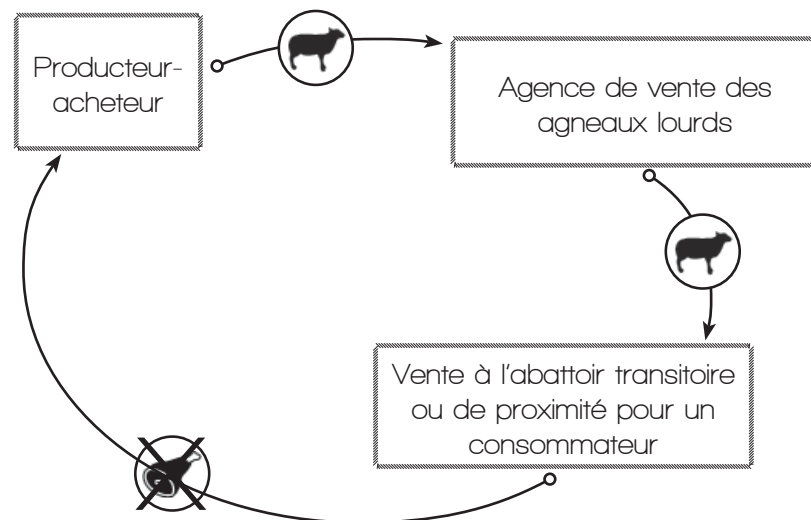 Producteur-
acheteur
Agence de vente des
agneaux lourds
Vente à l'abattoir transitoire
ou de proximité pour un
consommateur